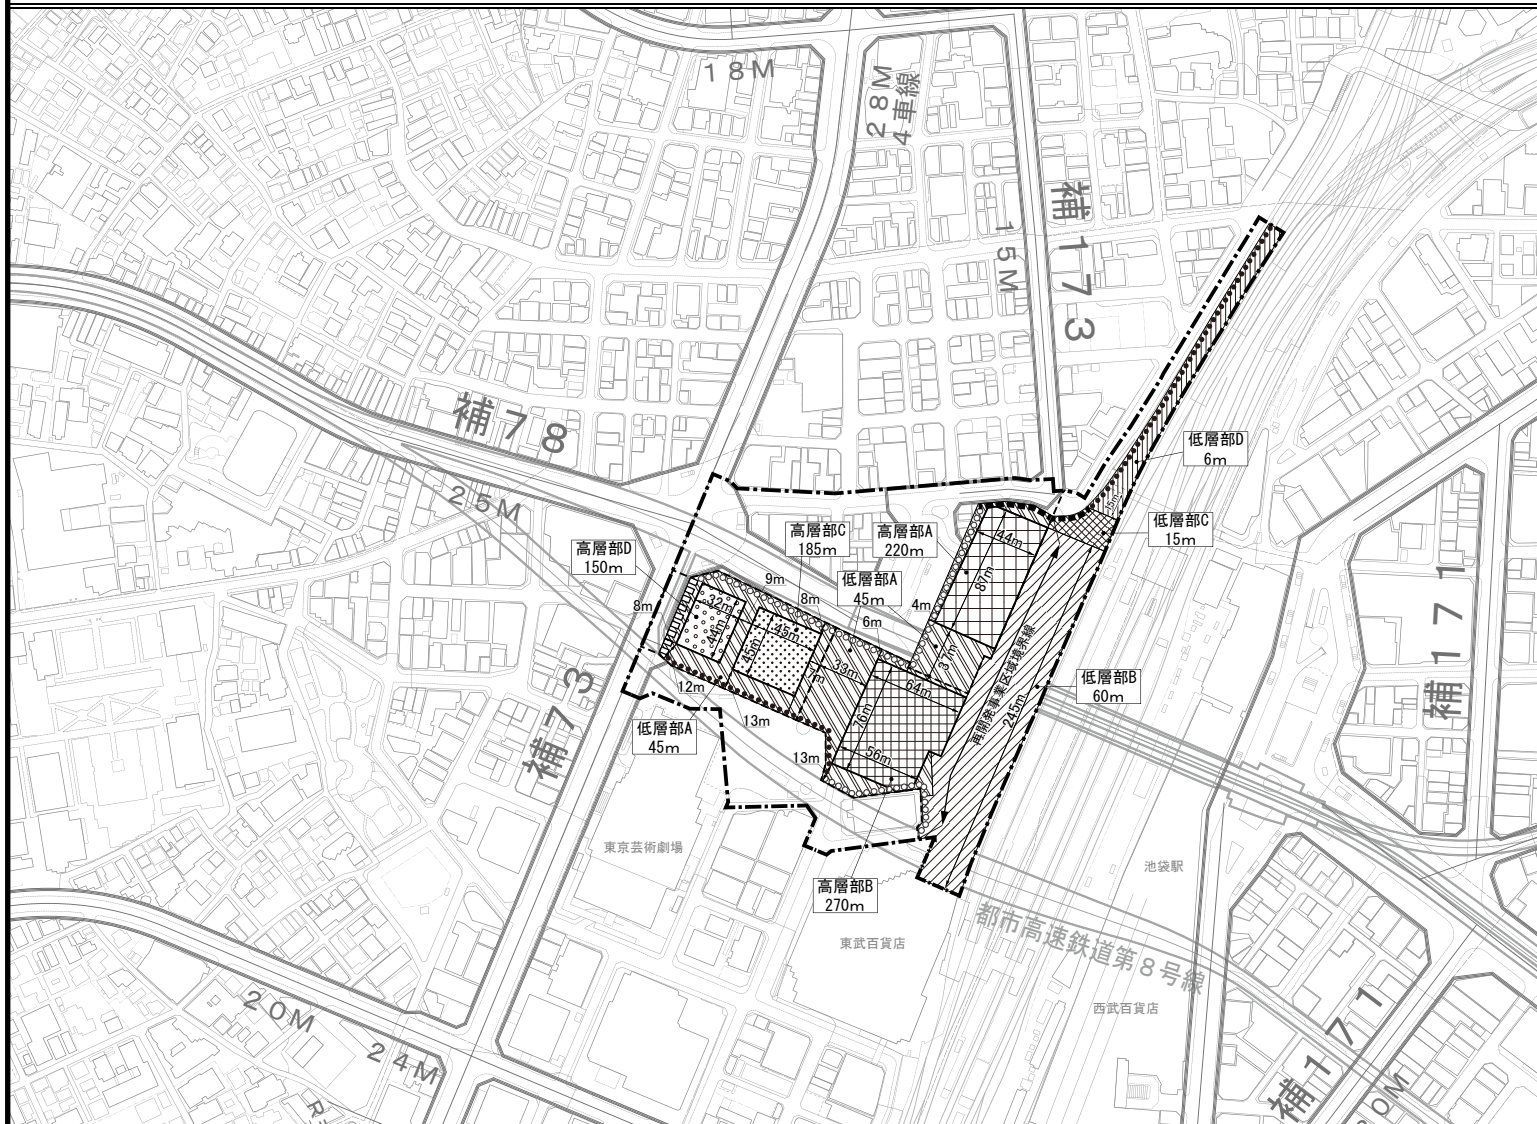 18M
28M
4車線
補173
15M
補78
25M
低層部D
6m
15m
低層部C
15m
高層部C
185m
高層部A
220m
高層部D
150m
低層部A
45m
44m
87m
9m
8m
4m
6m
8m
32m
44m
45m
45m
33m
37m
64m
76m
56m
再開発事業区域境界線
245m
低層部B
60m
12m
13m
13m
低層部A
45m
補73
補171
東京芸術劇場
高層部B
270m
池袋駅
東武百貨店
都市高速鉄道第8号線
西武百貨店
20M
24M
補171